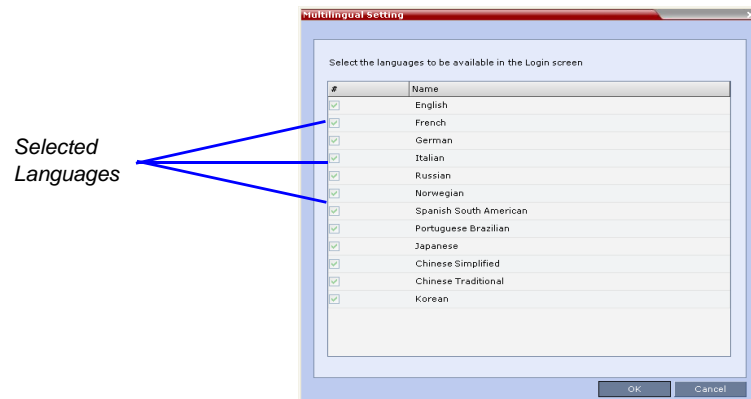 Multilingual Setting
Select the languages to be available in the Login screen
# Name
English
French
German
Italian
Russian
Norwegian
Spanish South American
Portuguese Brazilian
Japanese
Chinese Simplified
Chinese Traditional
Korean
OK Cancel
Selected
Languages